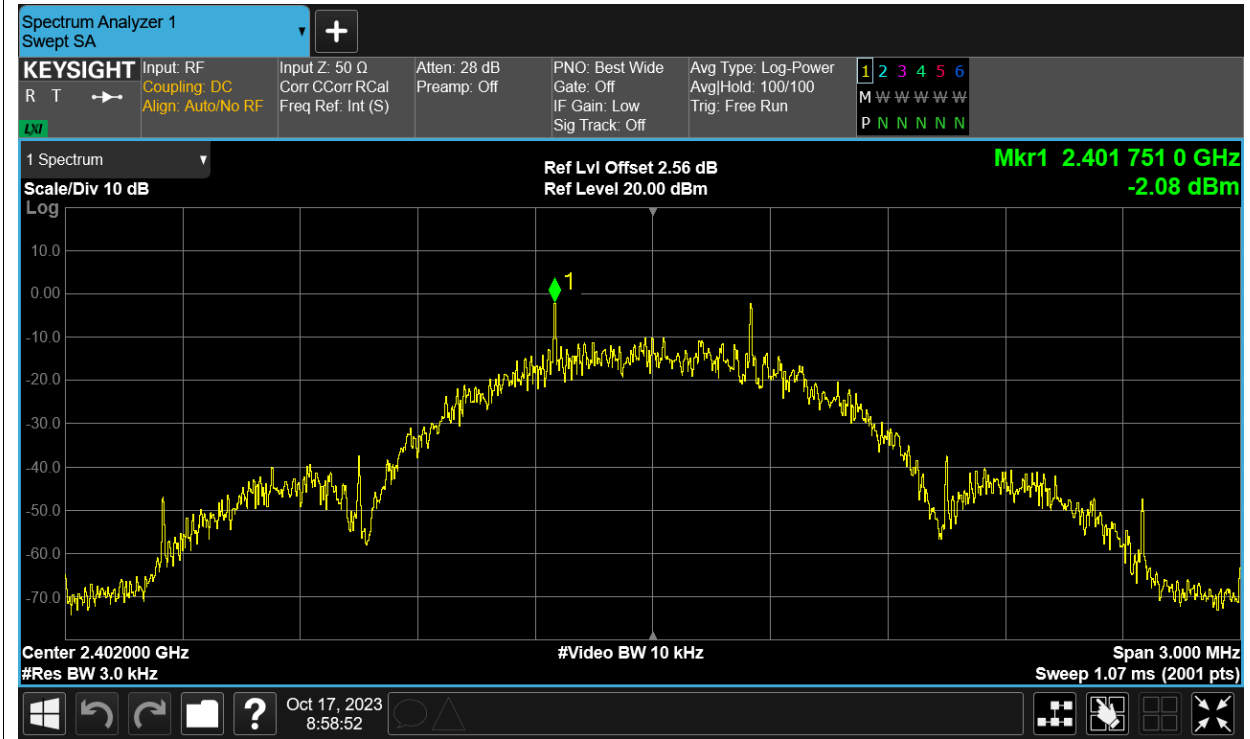 Spectrum Analyzer 1
Swept SA
KEYSIGHT
R T
LXI
Input: RF
Coupling: DC
Align: Auto/No RF
Input Z: 50 Ω
Corr CCorr RCal
Freq Ref: Int (S)
Atten: 28 dB
Preamp: Off
PNO: Best Wide
Gate: Off
IF Gain: Low
Sig Track: Off
Avg Type: Log-Power
Avg|Hold: 100/100
Trig: Free Run
1 2 3 4 5 6
M W W W W W W
P N N N N N N
1 Spectrum
Scale/Div 10 dB
Log
Ref Lvl Offset 2.56 dB
Ref Level 20.00 dBm
Mkr1 2.401 751 0 GHz
-2.08 dBm
10.0
0.00
-10.0
-20.0
-30.0
-40.0
-50.0
-60.0
-70.0
1
Center 2.402000 GHz
#Res BW 3.0 kHz
#Video BW 10 kHz
Span 3.000 MHz
Sweep 1.07 ms (2001 pts)
?
Oct 17, 2023
8:58:52